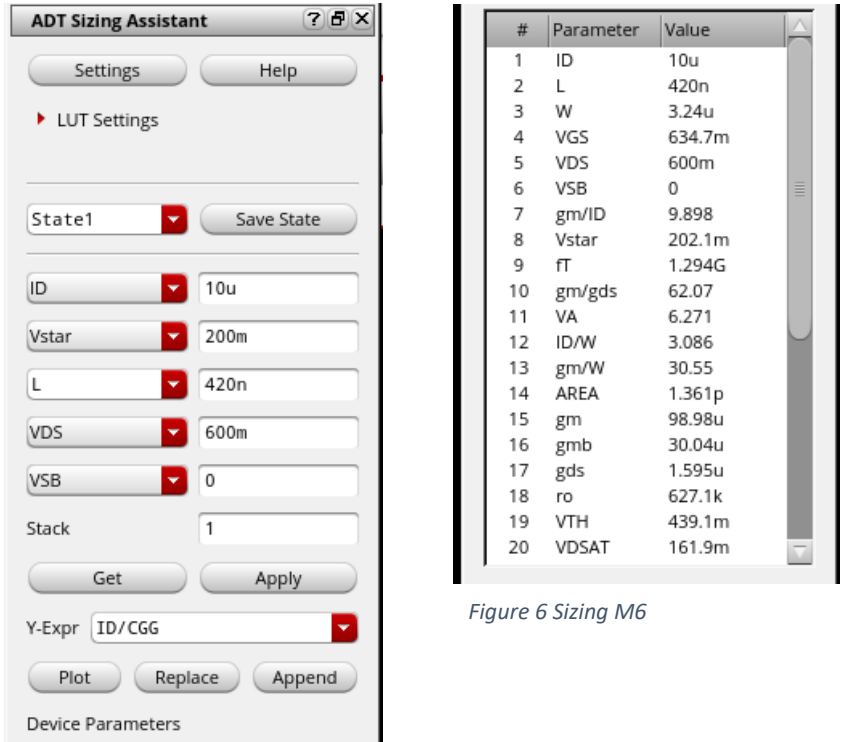 ADT Sizing Assistant
Settings Help
LUT Settings
State1 Save State
ID 10u
Vstar 200m
L 420n
VDS 600m
VSB 0
Stack 1
Get Apply
Y-Expr ID/CGG
Plot Replace Append
Device Parameters
# Parameter Value
1 ID 10u
2 L 420n
3 W 3.24u
4 VGS 634.7m
5 VDS 600m
6 VSB 0
7 gm/ID 9.898
8 Vstar 202.1m
9 fT 1.294G
10 gm/gds 62.07
11 VA 6.271
12 ID/W 3.086
13 gm/W 30.55
14 AREA 1.361p
15 gm 98.98u
16 gmb 30.04u
17 gds 1.595u
18 ro 627.1k
19 VTH 439.1m
20 VDSAT 161.9m
Figure 6 Sizing M6